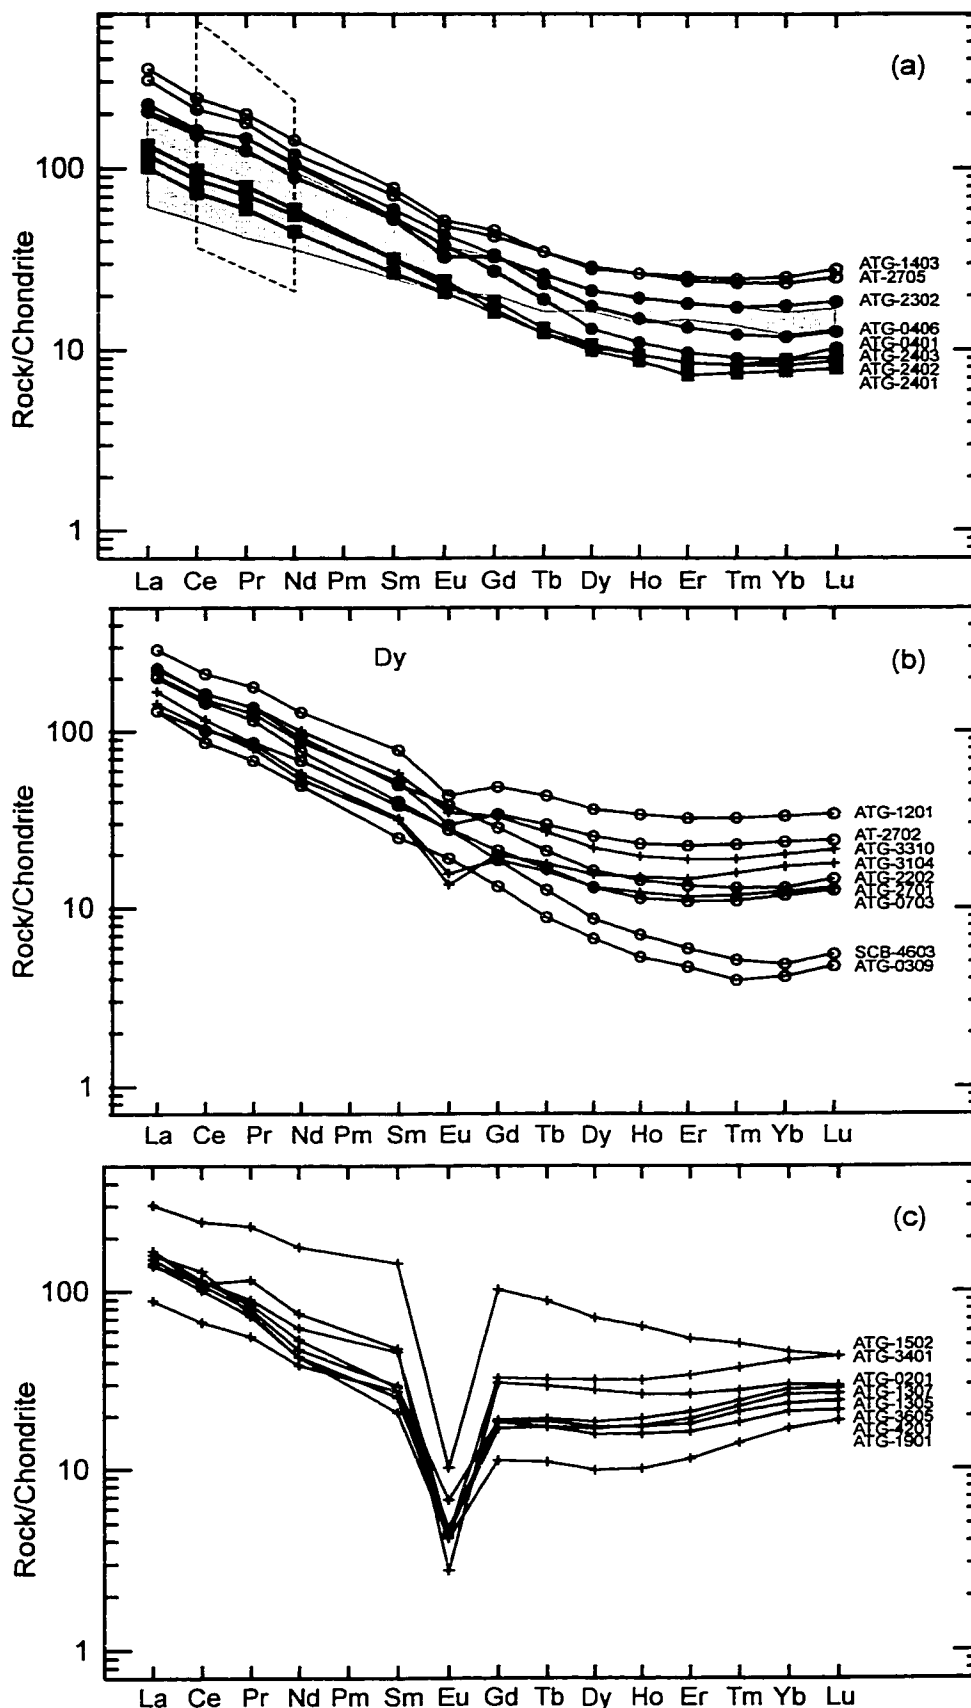 (a)
Rock/Chondrite
100
10
1
ATG-1403
AT-2705
ATG-2302
ATG-0406
ATG-0401
ATG-2403
ATG-2402
ATG-2401
La Ce Pr Nd Pm Sm Eu Gd Tb Dy Ho Er Tm Yb Lu
Dy
(b)
Rock/Chondrite
100
10
1
ATG-1201
AT-2702
ATG-3310
ATG-3104
ATG-2202
ATG-2701
ATG-0703
SCB-4603
ATG-0309
La Ce Pr Nd Pm Sm Eu Gd Tb Dy Ho Er Tm Yb Lu
(c)
Rock/Chondrite
100
10
1
ATG-1502
ATG-3401
ATG-0201
ATG-1307
ATG-1305
ATG-3605
ATG-4201
ATG-1901
La Ce Pr Nd Pm Sm Eu Gd Tb Dy Ho Er Tm Yb Lu